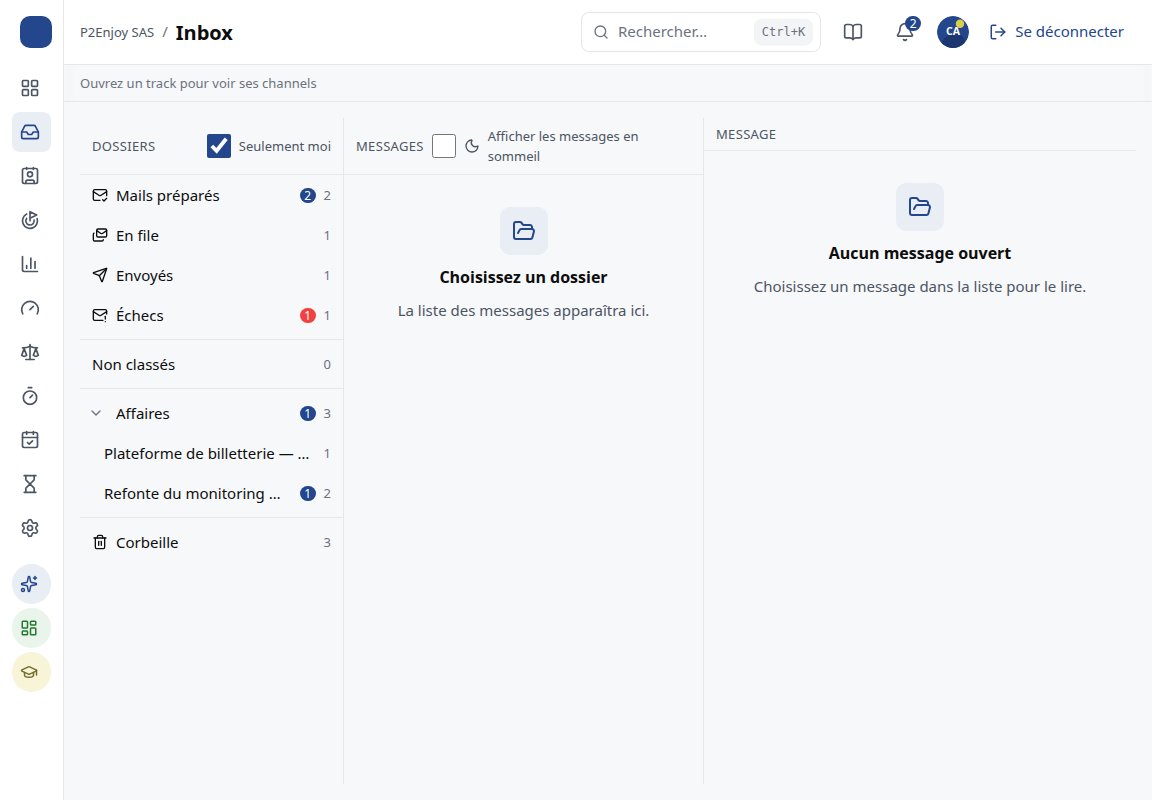 P2Enjoy SAS / Inbox
Rechercher... Ctrl+K
2
CA
Se déconnecter
Ouvrez un track pour voir ses channels
DOSSIERS
Seulement moi
Mails préparés 2 2
En file 1
Envoyés 1
Échecs 1 1
Non classés 0
Affaires 1 3
Plateforme de billetterie — ... 1
Refonte du monitoring ... 1 2
Corbeille 3
MESSAGES
Afficher les messages en
sommeil
Choisissez un dossier
La liste des messages apparaîtra ici.
MESSAGE
Aucun message ouvert
Choisissez un message dans la liste pour le lire.